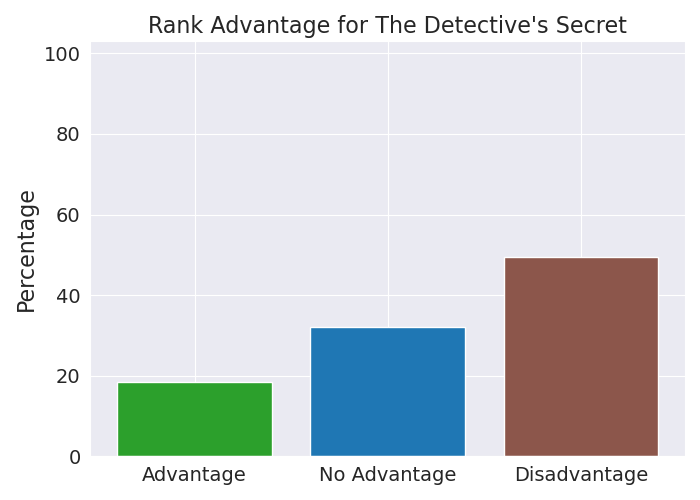 Rank Advantage for The Detective's Secret
100
80
60
40
20
0
Percentage
Advantage
No Advantage
Disadvantage